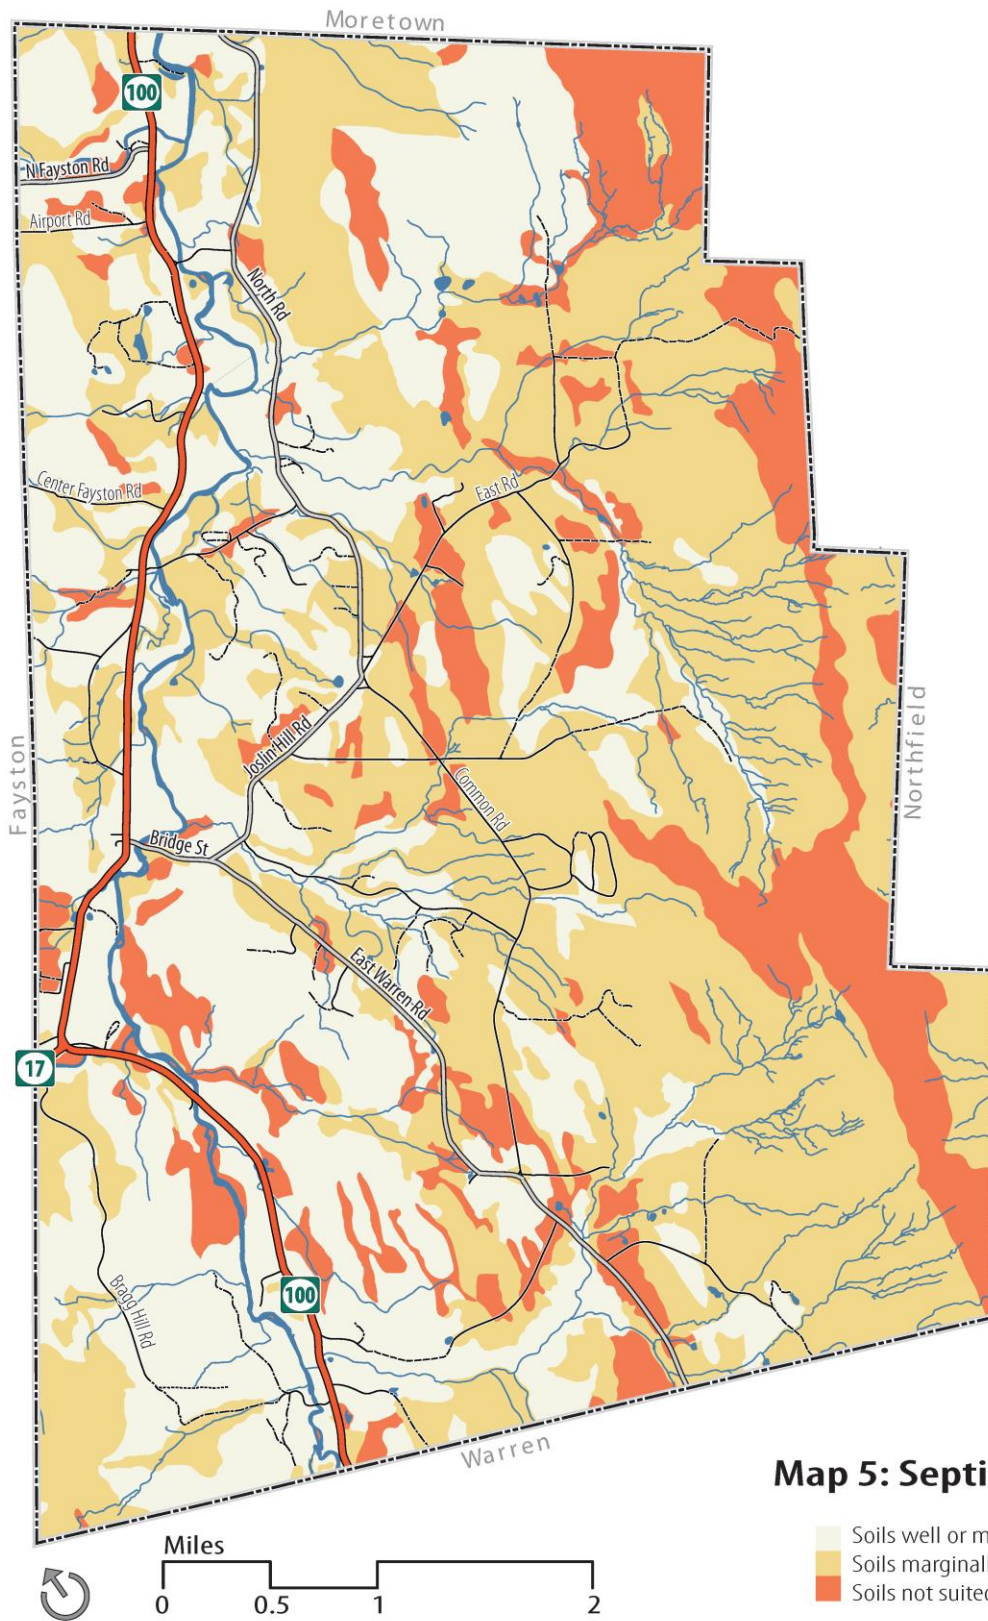 Moretown
100
N Fayston Rd
Airport Rd
North Rd
Center Fayston Rd
East Rd
Fayston
Northfield
Joslin Hill Rd
Common Rd
Bridge St
East Warren Rd
17
100
Bragg Hill Rd
Warren
Map 5: Septi
Soils well or m
Soils marginall
Soils not suited
Miles
0 0.5 1 2